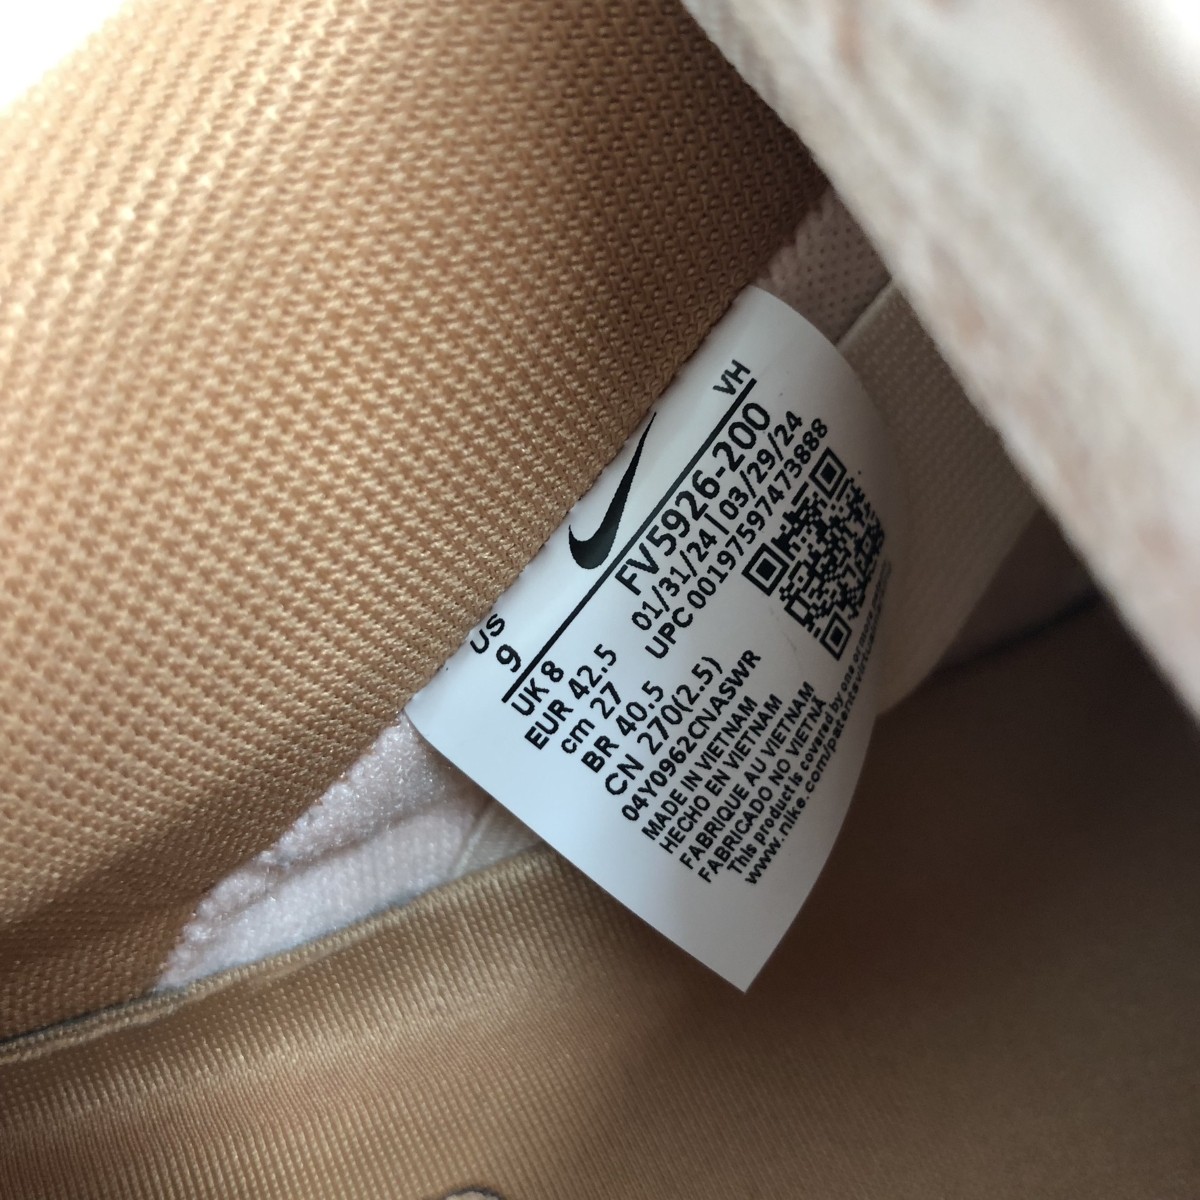 VH
US
9
FV5926-200
01/31/24 | 03/29/24
UPC 00197597473888
UK 8
EUR 42.5
cm 27
BR 40.5
CN 270(2.5)
04Y0962CNASWR
MADE IN VIETNAM
HECHO EN VIETNAM
FABRIQUE AU VIETNAM
FABRICADO NO VIETNÃ
This product is covered by one or more
www.nike.com/patents